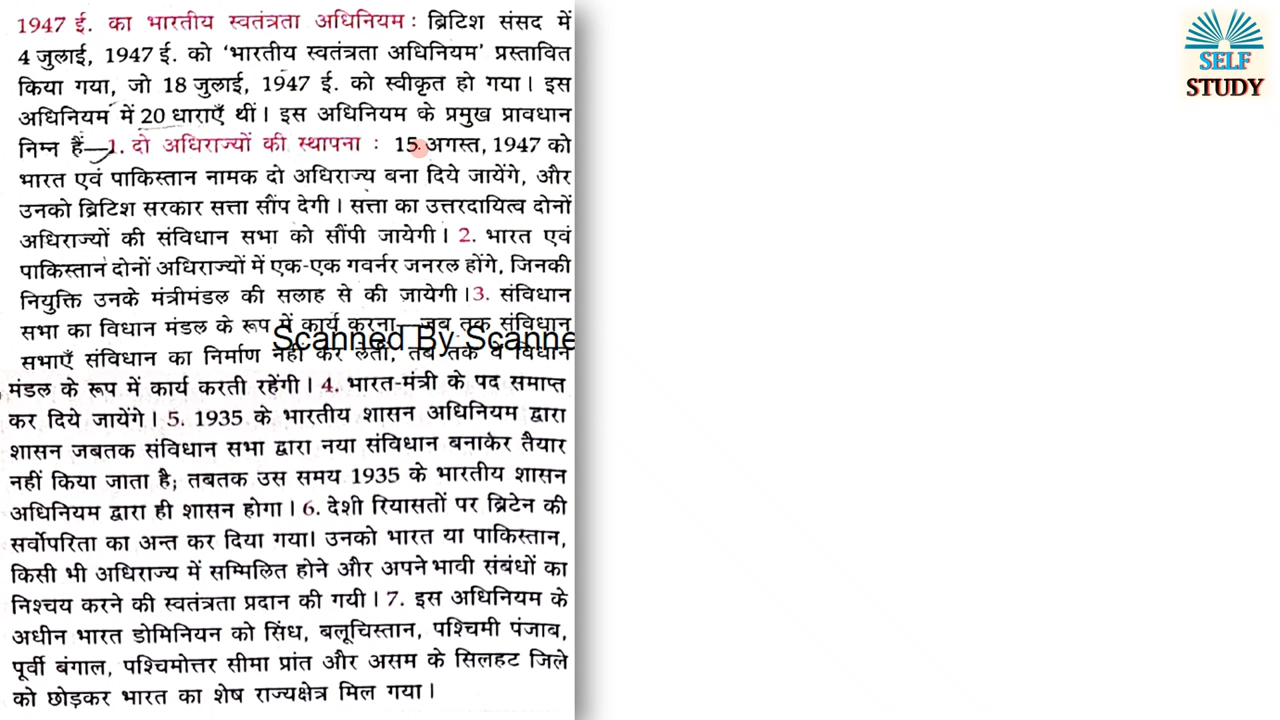 1947 ई. का भारतीय स्वतंत्रता अधिनियम : ब्रिटिश संसद में
4 जुलाई, 1947 ई. को ‘भारतीय स्वतंत्रता अधिनियम’ प्रस्तावित
किया गया, जो 18 जुलाई, 1947 ई. को स्वीकृत हो गया। इस
अधिनियम में 20 धाराएँ थीं। इस अधिनियम के प्रमुख प्रावधान
निम्न हैं—1. दो अधिराज्यों की स्थापना : 15 अगस्त, 1947 को
भारत एवं पाकिस्तान नामक दो अधिराज्य बना दिये जायेंगे, और
उनको ब्रिटिश सरकार सत्ता सौंप देगी। सत्ता का उत्तरदायित्व दोनों
अधिराज्यों की संविधान सभा को सौंपी जायेगी। 2. भारत एवं
पाकिस्तान दोनों अधिराज्यों में एक-एक गवर्नर जनरल होंगे, जिनकी
नियुक्ति उनके मंत्रीमंडल की सलाह से की जायेगी।3. संविधान
सभा का विधान मंडल के रूप में कार्य करना—जब तक संविधान
Scanned By Scanne
सभाएँ संविधान का निर्माण नहीं कर लेती, तब तक वे विधान
मंडल के रूप में कार्य करती रहेंगी। 4. भारत-मंत्री के पद समाप्त
कर दिये जायेंगे। 5. 1935 के भारतीय शासन अधिनियम द्वारा
शासन जबतक संविधान सभा द्वारा नया संविधान बनाकर तैयार
नहीं किया जाता है; तबतक उस समय 1935 के भारतीय शासन
अधिनियम द्वारा ही शासन होगा। 6. देशी रियासतों पर ब्रिटेन की
सर्वोपरिता का अन्त कर दिया गया। उनको भारत या पाकिस्तान,
किसी भी अधिराज्य में सम्मिलित होने और अपने भावी संबंधों का
निश्चय करने की स्वतंत्रता प्रदान की गयी। 7. इस अधिनियम के
अधीन भारत डोमिनियन को सिंध, बलूचिस्तान, पश्चिमी पंजाब,
पूर्वी बंगाल, पश्चिमोत्तर सीमा प्रांत और असम के सिलहट जिले
को छोड़कर भारत का शेष राज्यक्षेत्र मिल गया।
SELF
STUDY